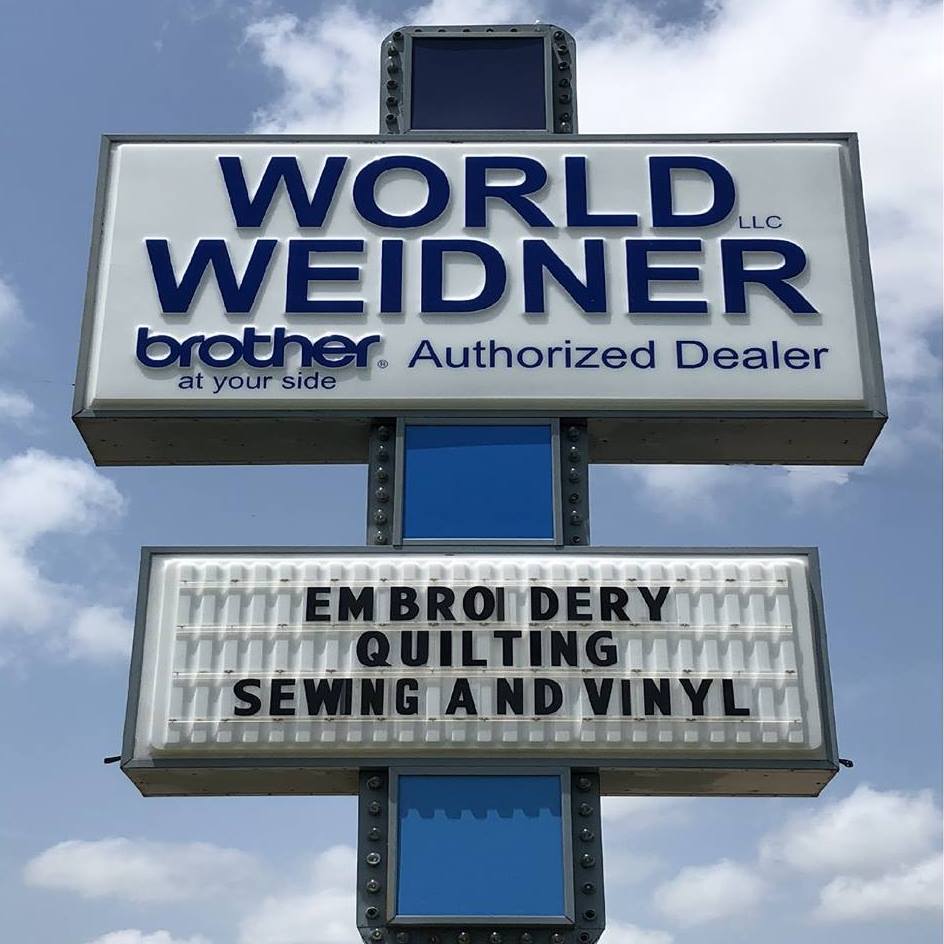 WORLD LLC
WEIDNER
brother® Authorized Dealer
at your side
EMBROIDERY
QUILTING
SEWING AND VINYL